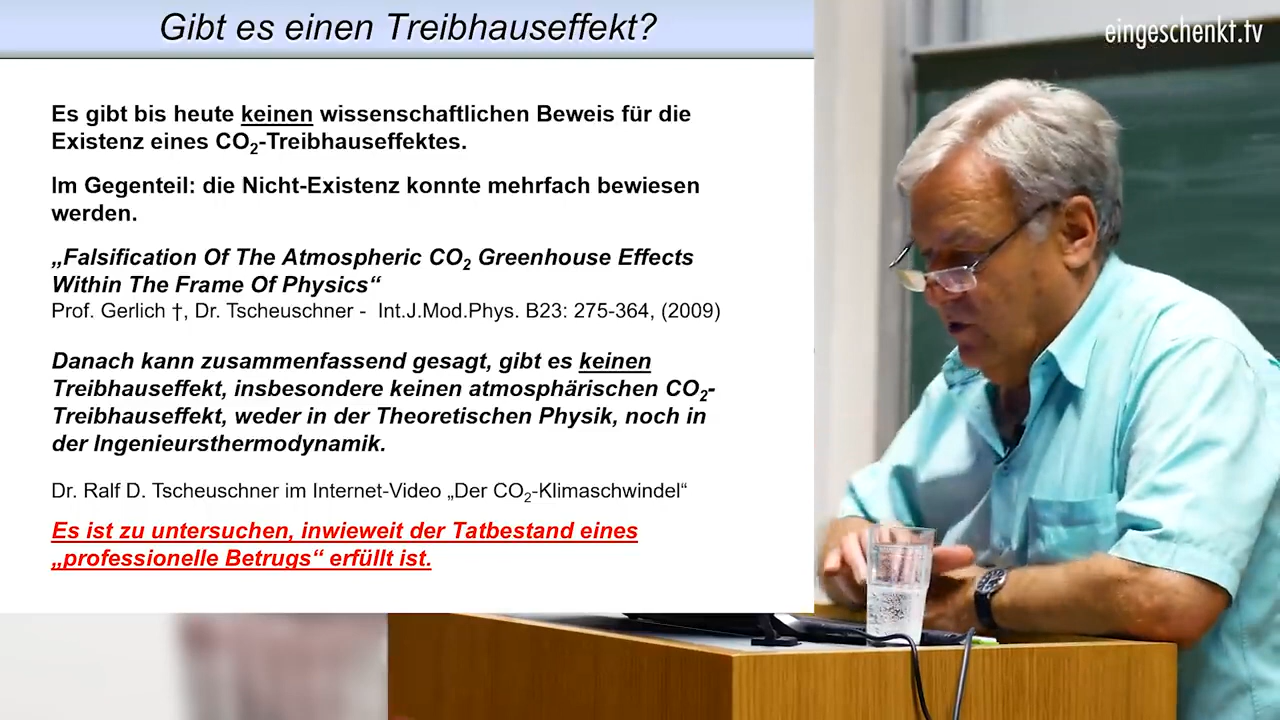 Gibt es einen Treibhauseffekt?
eingeschenkt.tv
Es gibt bis heute keinen wissenschaftlichen Beweis für die
Existenz eines CO₂-Treibhauseffektes.
Im Gegenteil: die Nicht-Existenz konnte mehrfach bewiesen
werden.
„Falsification Of The Atmospheric CO₂ Greenhouse Effects
Within The Frame Of Physics“
Prof. Gerlich †, Dr. Tscheuschner - Int.J.Mod.Phys. B23: 275-364, (2009)
Danach kann zusammenfassend gesagt, gibt es keinen
Treibhauseffekt, insbesondere keinen atmosphärischen CO₂-
Treibhauseffekt, weder in der Theoretischen Physik, noch in
der Ingenieursthermodynamik.
Dr. Ralf D. Tscheuschner im Internet-Video „Der CO₂-Klimaschwindel“
Es ist zu untersuchen, inwieweit der Tatbestand eines
„professionelle Betrugs“ erfüllt ist.